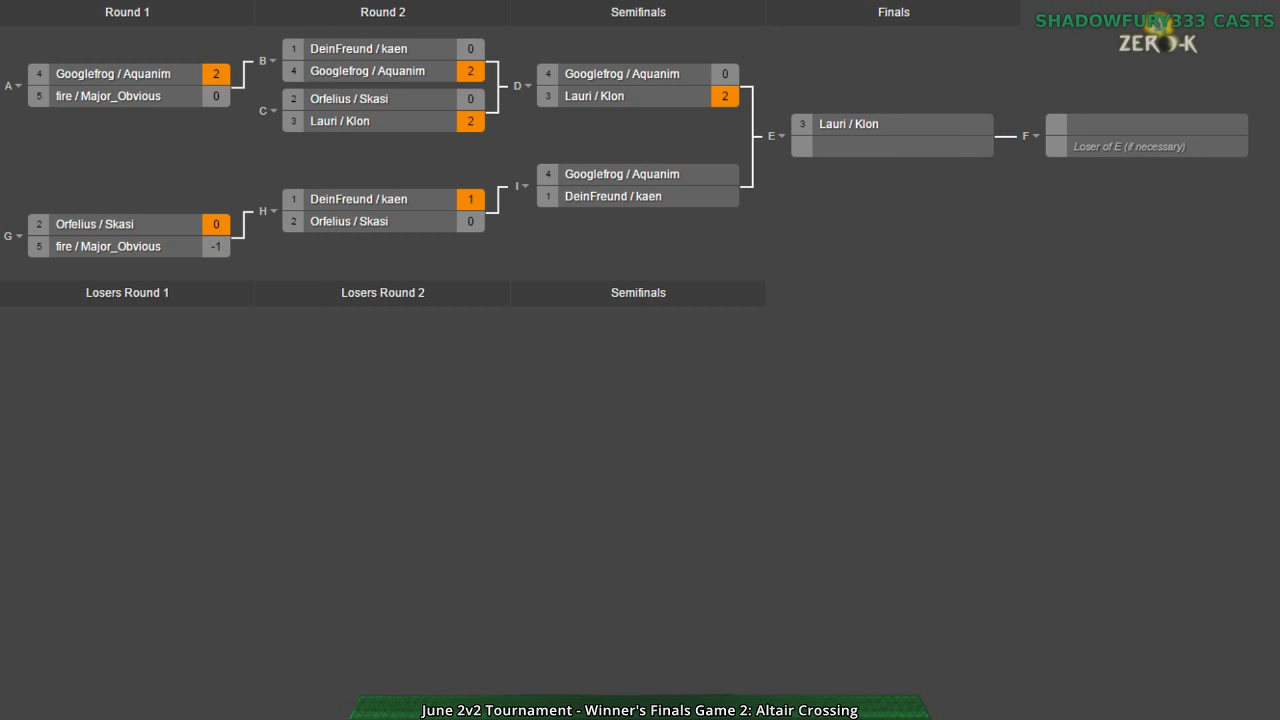 Round 1
Round 2
Semifinals
Finals
SHADOWFURY333 CASTS
ZERO-K
A
4 Googlefrog / Aquanim 2
5 fire / Major_Obvious 0
B
1 DeinFreund / kaen 0
4 Googlefrog / Aquanim 2
C
2 Orfelius / Skasi 0
3 Lauri / Klon 2
D
4 Googlefrog / Aquanim 0
3 Lauri / Klon 2
E
3 Lauri / Klon
F
Loser of E (if necessary)
G
2 Orfelius / Skasi 0
5 fire / Major_Obvious -1
H
1 DeinFreund / kaen 1
2 Orfelius / Skasi 0
I
4 Googlefrog / Aquanim
1 DeinFreund / kaen
Losers Round 1
Losers Round 2
Semifinals
June 2v2 Tournament - Winner's Finals Game 2: Altair Crossing